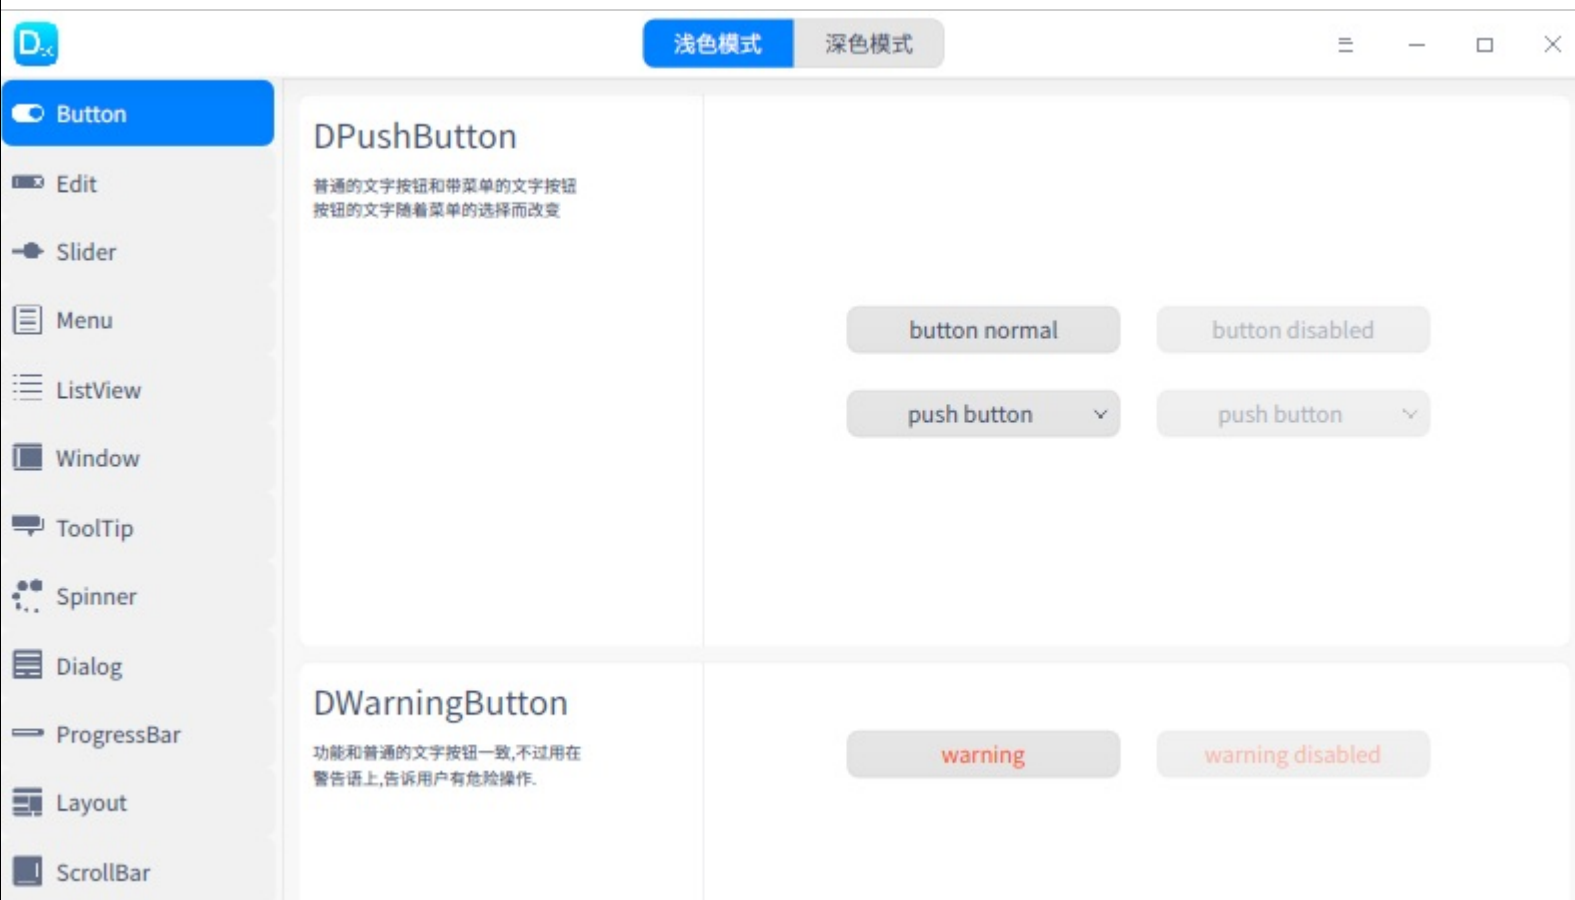 D
浅色模式 深色模式
Button
Edit
Slider
Menu
ListView
Window
ToolTip
Spinner
Dialog
ProgressBar
Layout
ScrollBar
DPushButton
普通的文字按钮和带菜单的文字按钮
按钮的文字随着菜单的选择而改变
button normal button disabled
push button push button
DWarningButton
功能和普通的文字按钮一致,不过用在
警告语上,告诉用户有危险操作.
warning warning disabled